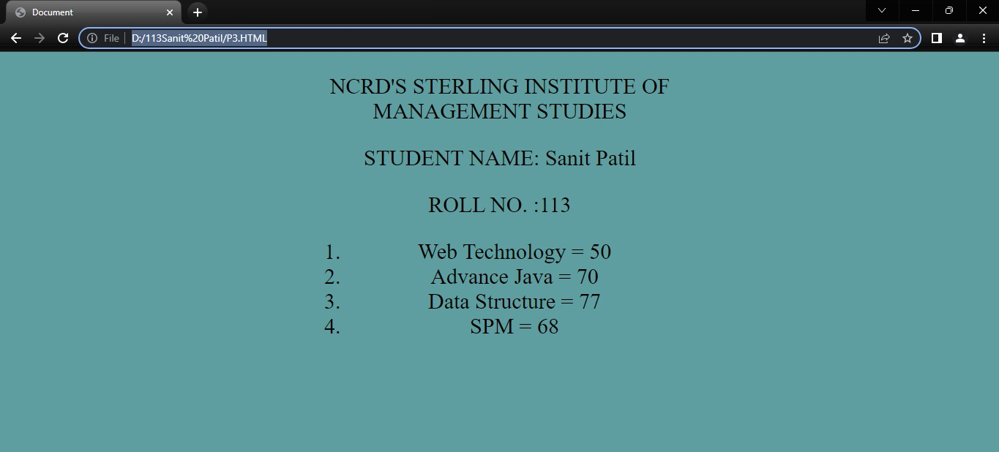 Document
File
D:/113Sanit%20Patil/P3.HTML
NCRD'S STERLING INSTITUTE OF
MANAGEMENT STUDIES
STUDENT NAME: Sanit Patil
ROLL NO. :113
1. Web Technology = 50
2. Advance Java = 70
3. Data Structure = 77
4. SPM = 68